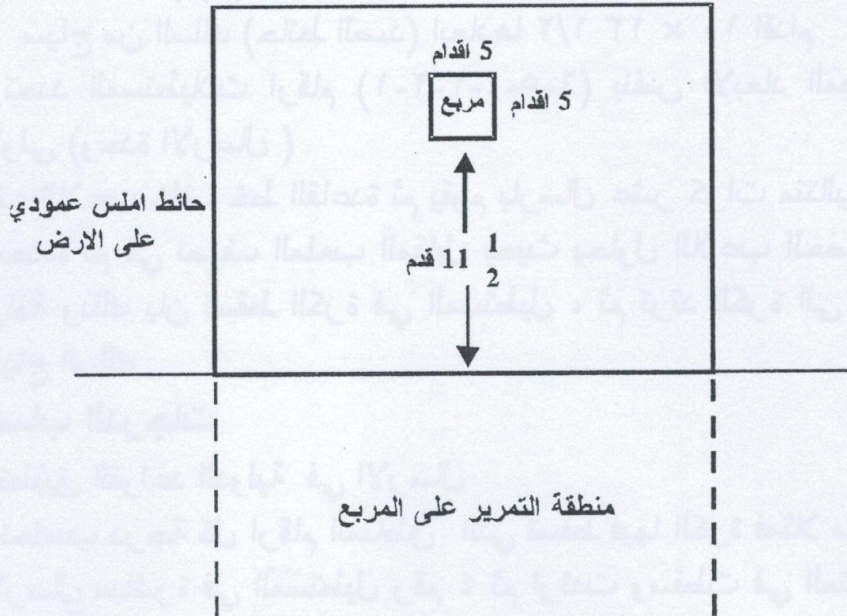 5 اقدام
مربع
5 اقدام
حائط املس عمودي
على الارض
11 1/2 قدم
منطقة التمرير على المربع